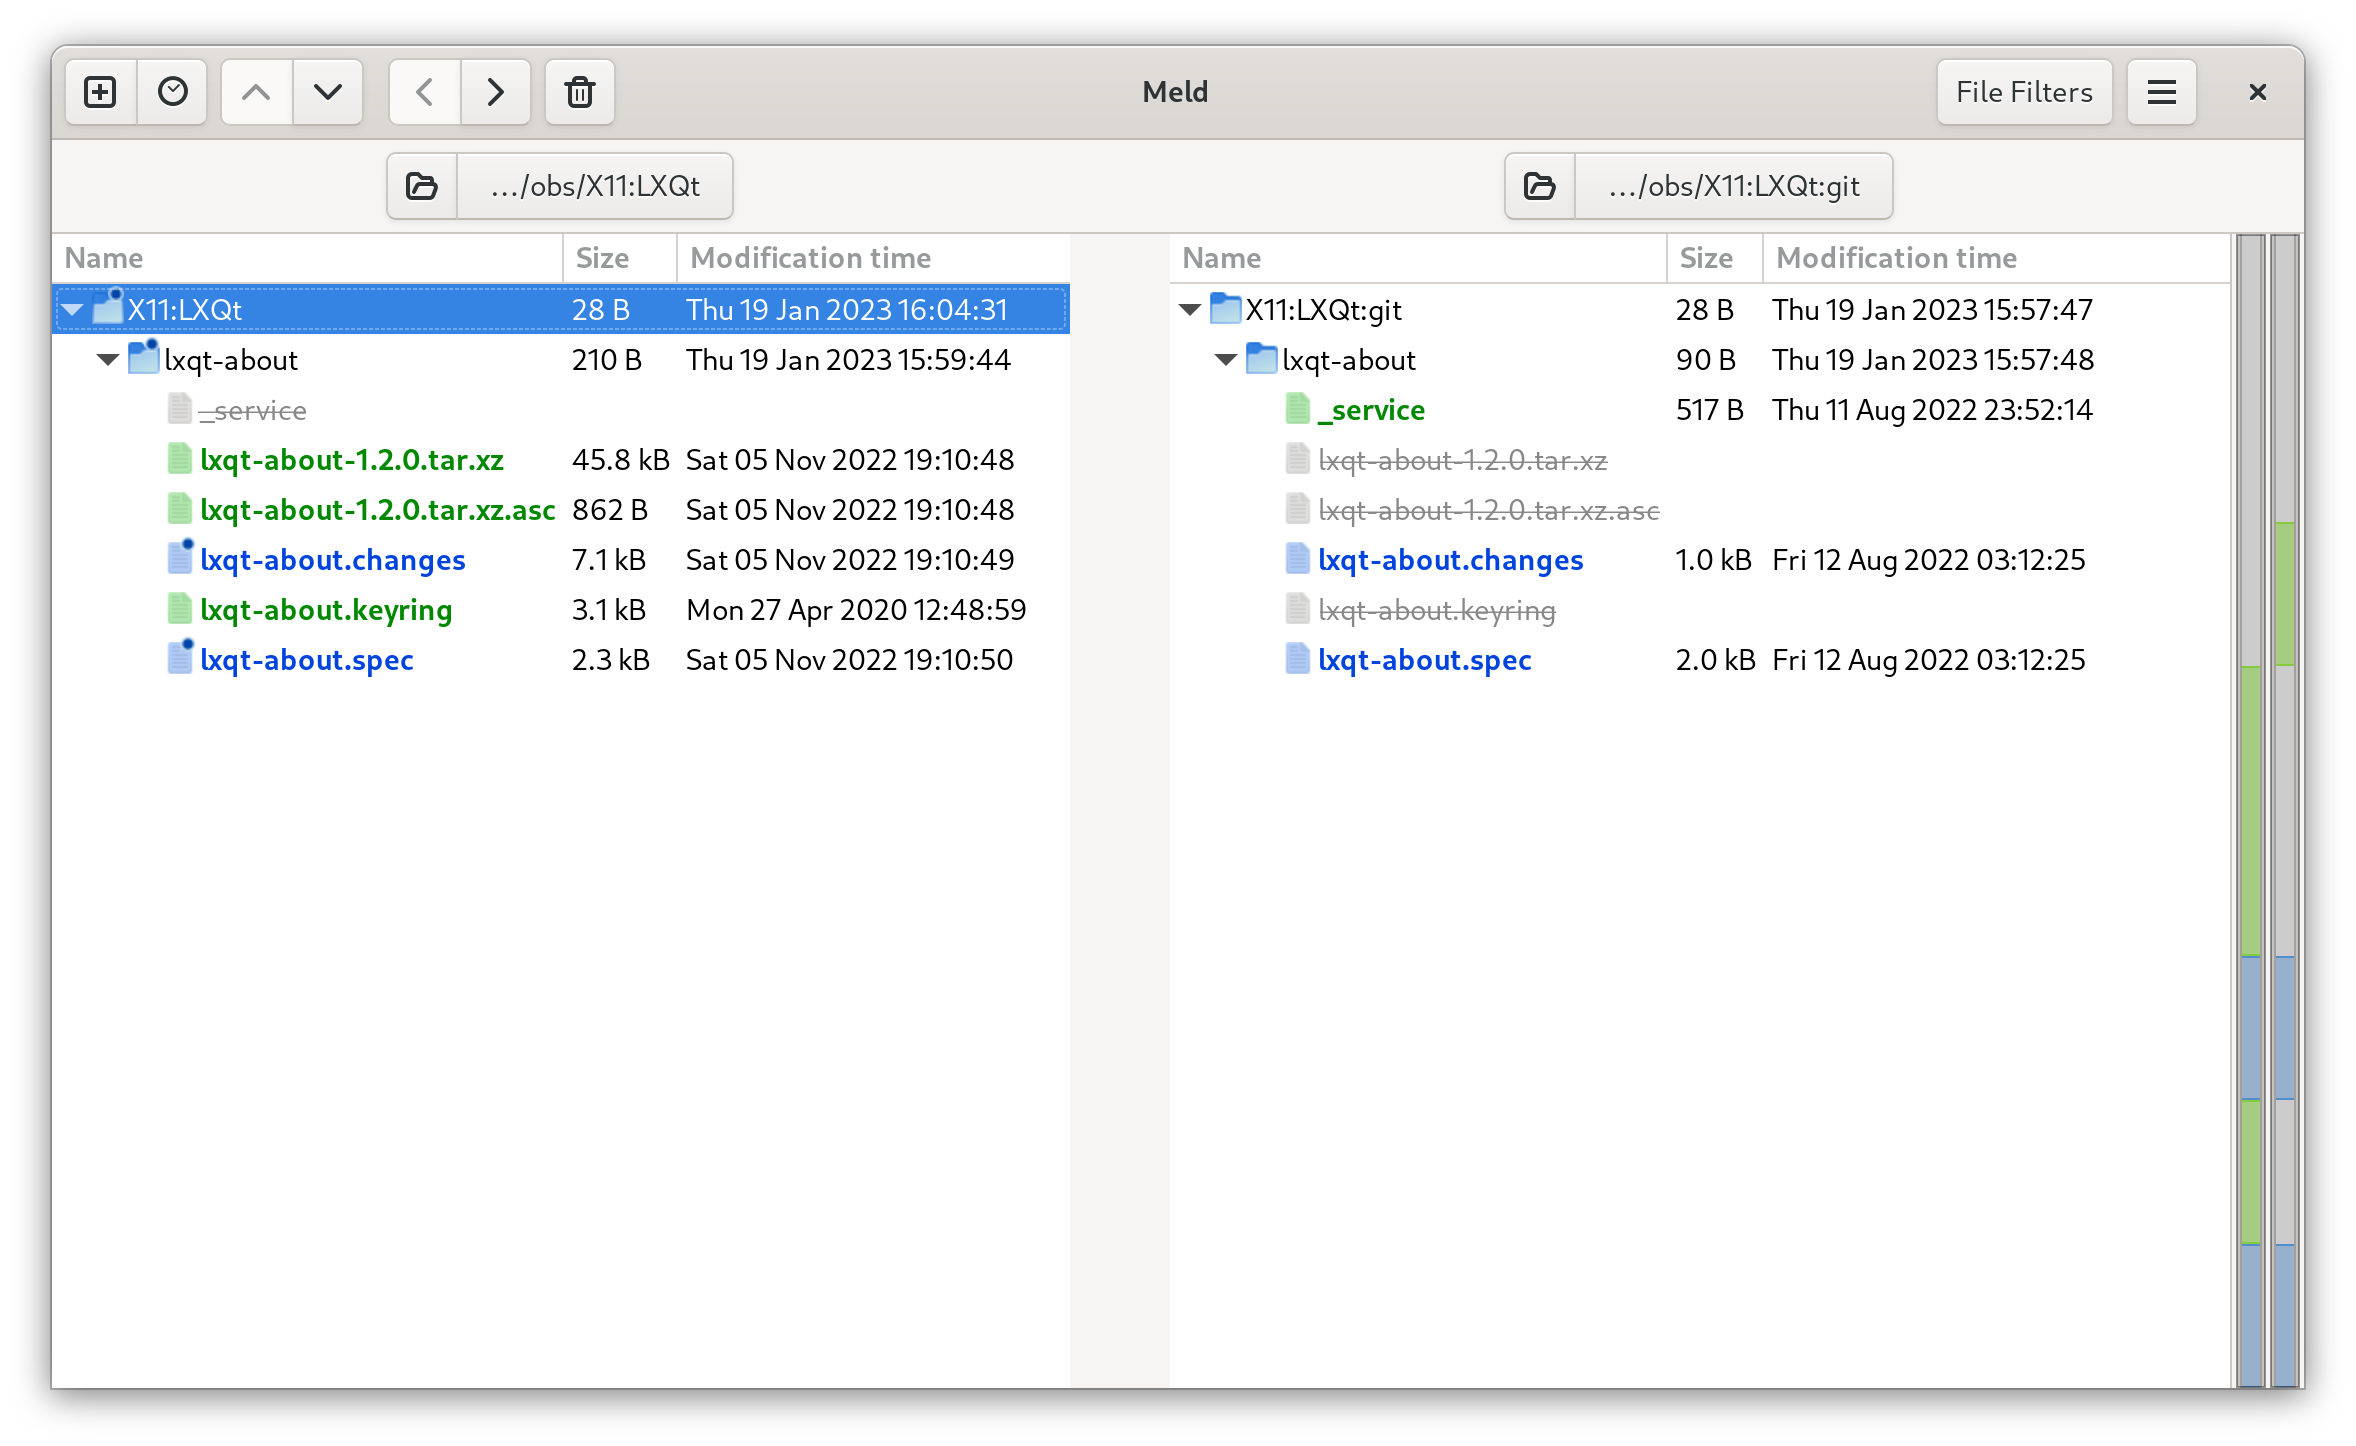 Meld
File Filters
.../obs/X11:LXQt
.../obs/X11:LXQt:git
Name Size Modification time
X11:LXQt 28 B Thu 19 Jan 2023 16:04:31
lxqt-about 210 B Thu 19 Jan 2023 15:59:44
_service
lxqt-about-1.2.0.tar.xz 45.8 kB Sat 05 Nov 2022 19:10:48
lxqt-about-1.2.0.tar.xz.asc 862 B Sat 05 Nov 2022 19:10:48
lxqt-about.changes 7.1 kB Sat 05 Nov 2022 19:10:49
lxqt-about.keyring 3.1 kB Mon 27 Apr 2020 12:48:59
lxqt-about.spec 2.3 kB Sat 05 Nov 2022 19:10:50
Name Size Modification time
X11:LXQt:git 28 B Thu 19 Jan 2023 15:57:47
lxqt-about 90 B Thu 19 Jan 2023 15:57:48
_service 517 B Thu 11 Aug 2022 23:52:14
lxqt-about-1.2.0.tar.xz
lxqt-about-1.2.0.tar.xz.asc
lxqt-about.changes 1.0 kB Fri 12 Aug 2022 03:12:25
lxqt-about.keyring
lxqt-about.spec 2.0 kB Fri 12 Aug 2022 03:12:25